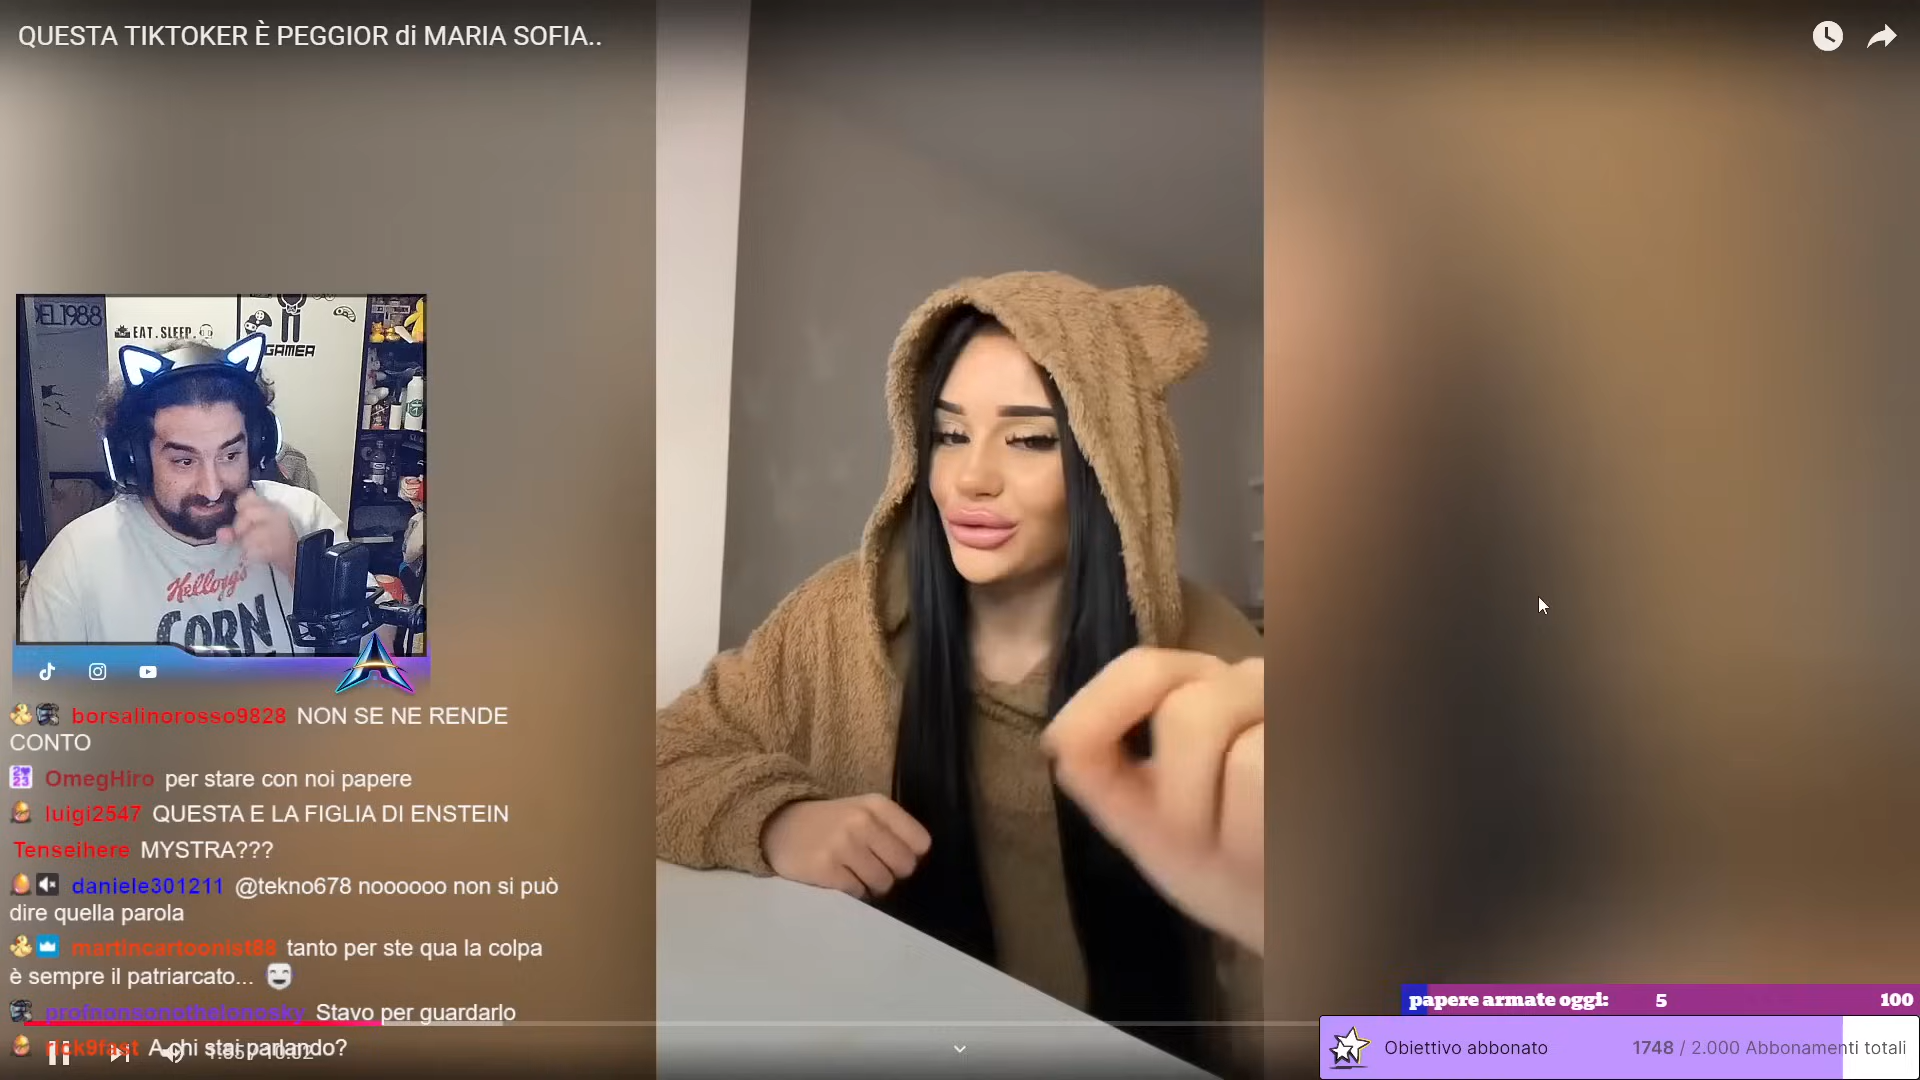 QUESTA TIKTOKER È PEGGIOR di MARIA SOFIA..
EAT.SLEEP.
GAMER
Kellogg's
CORN
borsalinorosso9828 NON SE NE RENDE
CONTO
OmegHiro per stare con noi papere
luigi2547 QUESTA E LA FIGLIA DI ENSTEIN
Tenseihere MYSTRA???
daniele301211 @tekno678 noooooo non si può
dire quella parola
martincartoonist88 tanto per ste qua la colpa
è sempre il patriarcato...
profnonsonothelonosky Stavo per guardarlo
rick9fast A chi stai parlando?
papere armate oggi: 5 100
Obiettivo abbonato 1748 / 2.000 Abbonamenti totali